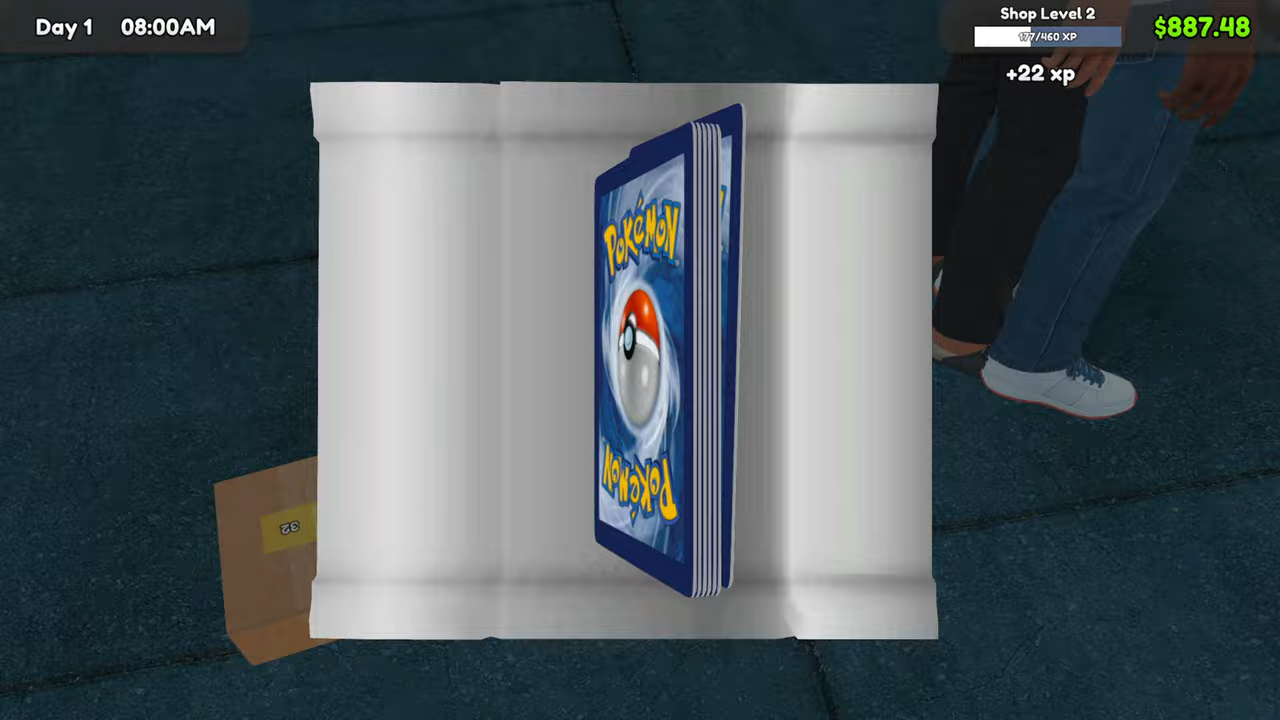 Day 1 08:00AM
Shop Level 2
177/460 XP
$887.48
+22 xp
POKéMON
POKéMON
32